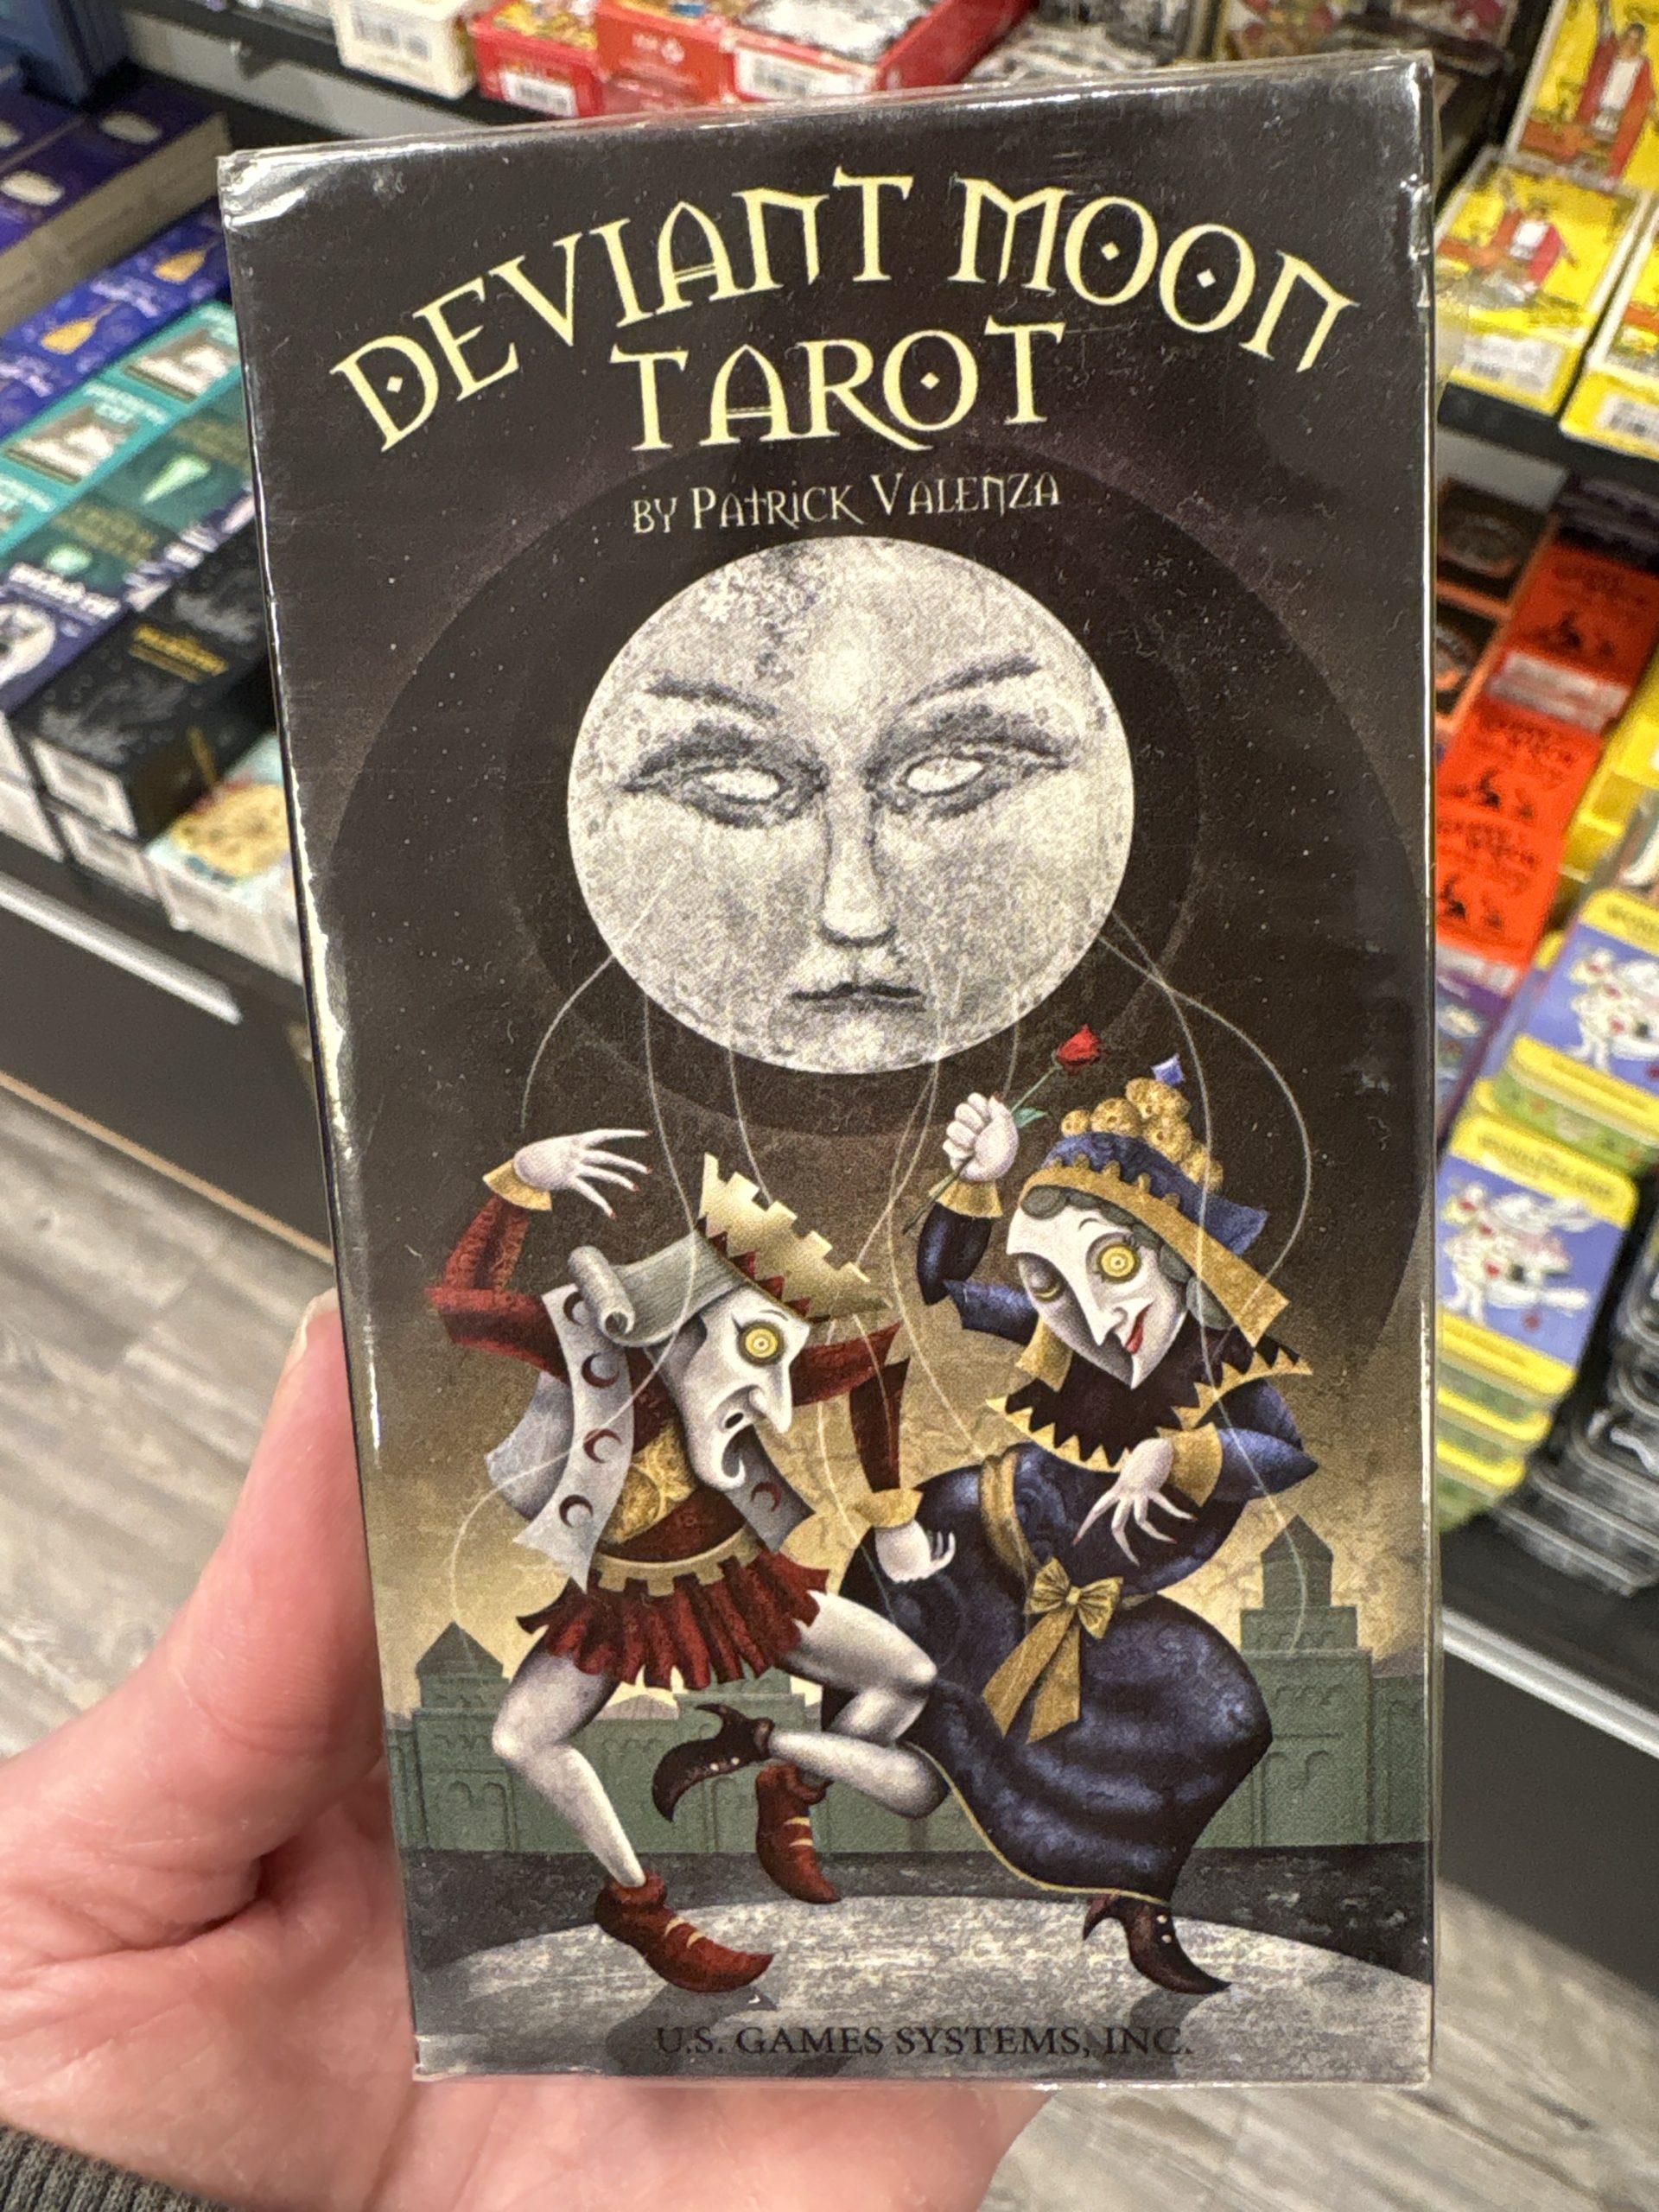 DEVIANT MOON
TAROT
BY PATRICK VALENZA
U.S. GAMES SYSTEMS, INC.